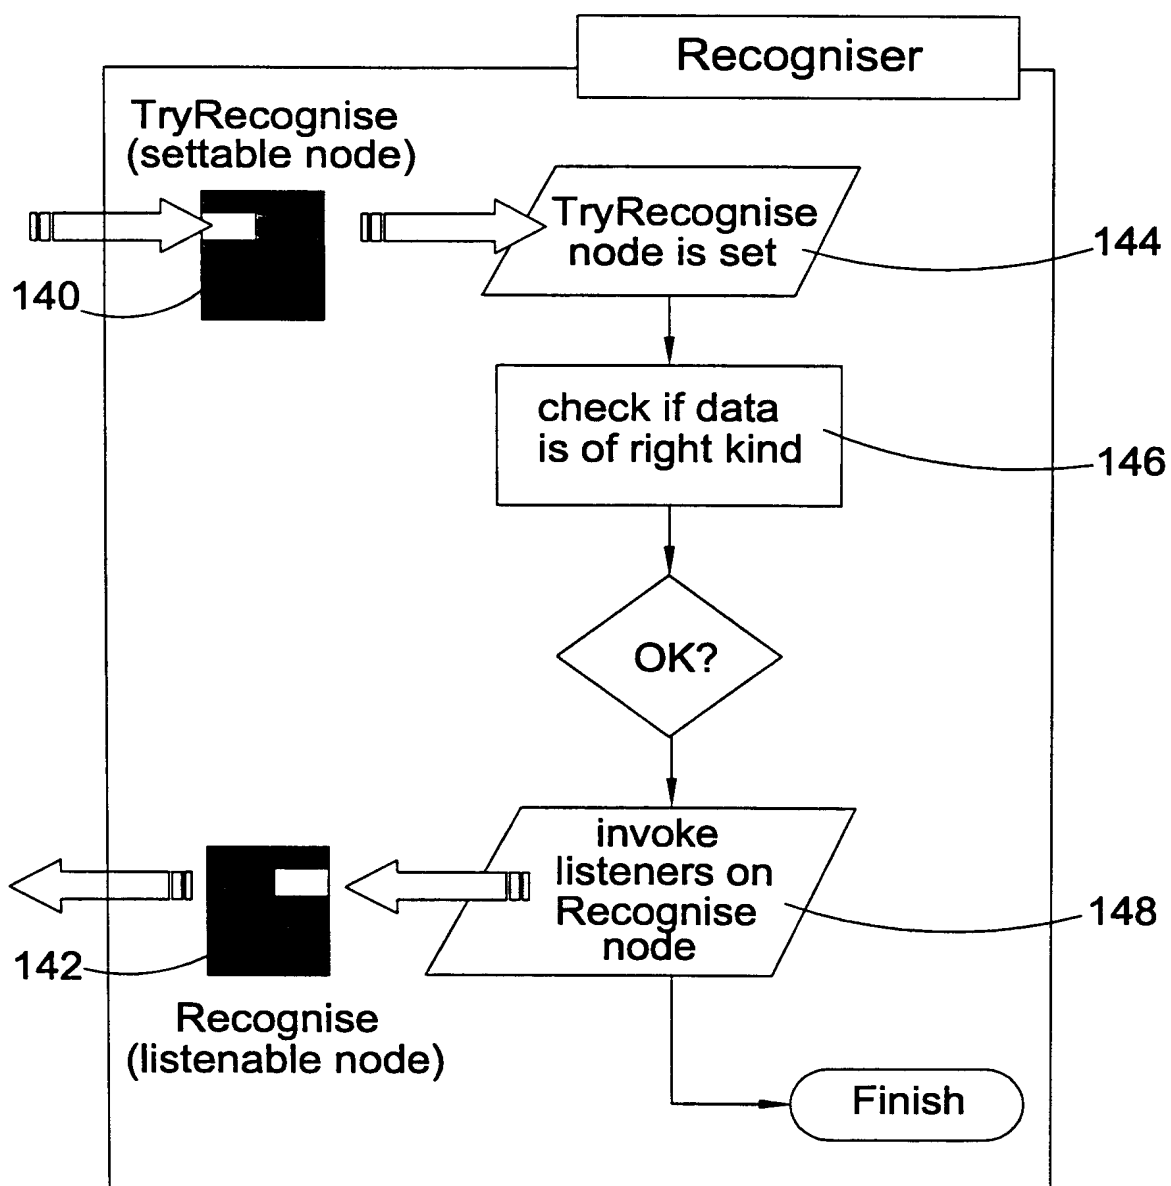 Recogniser
TryRecognise
(settable node)
TryRecognise
node is set
144
140
check if data
is of right kind
146
OK?
invoke
listeners on
Recognise
node
148
142
Recognise
(listenable node)
Finish